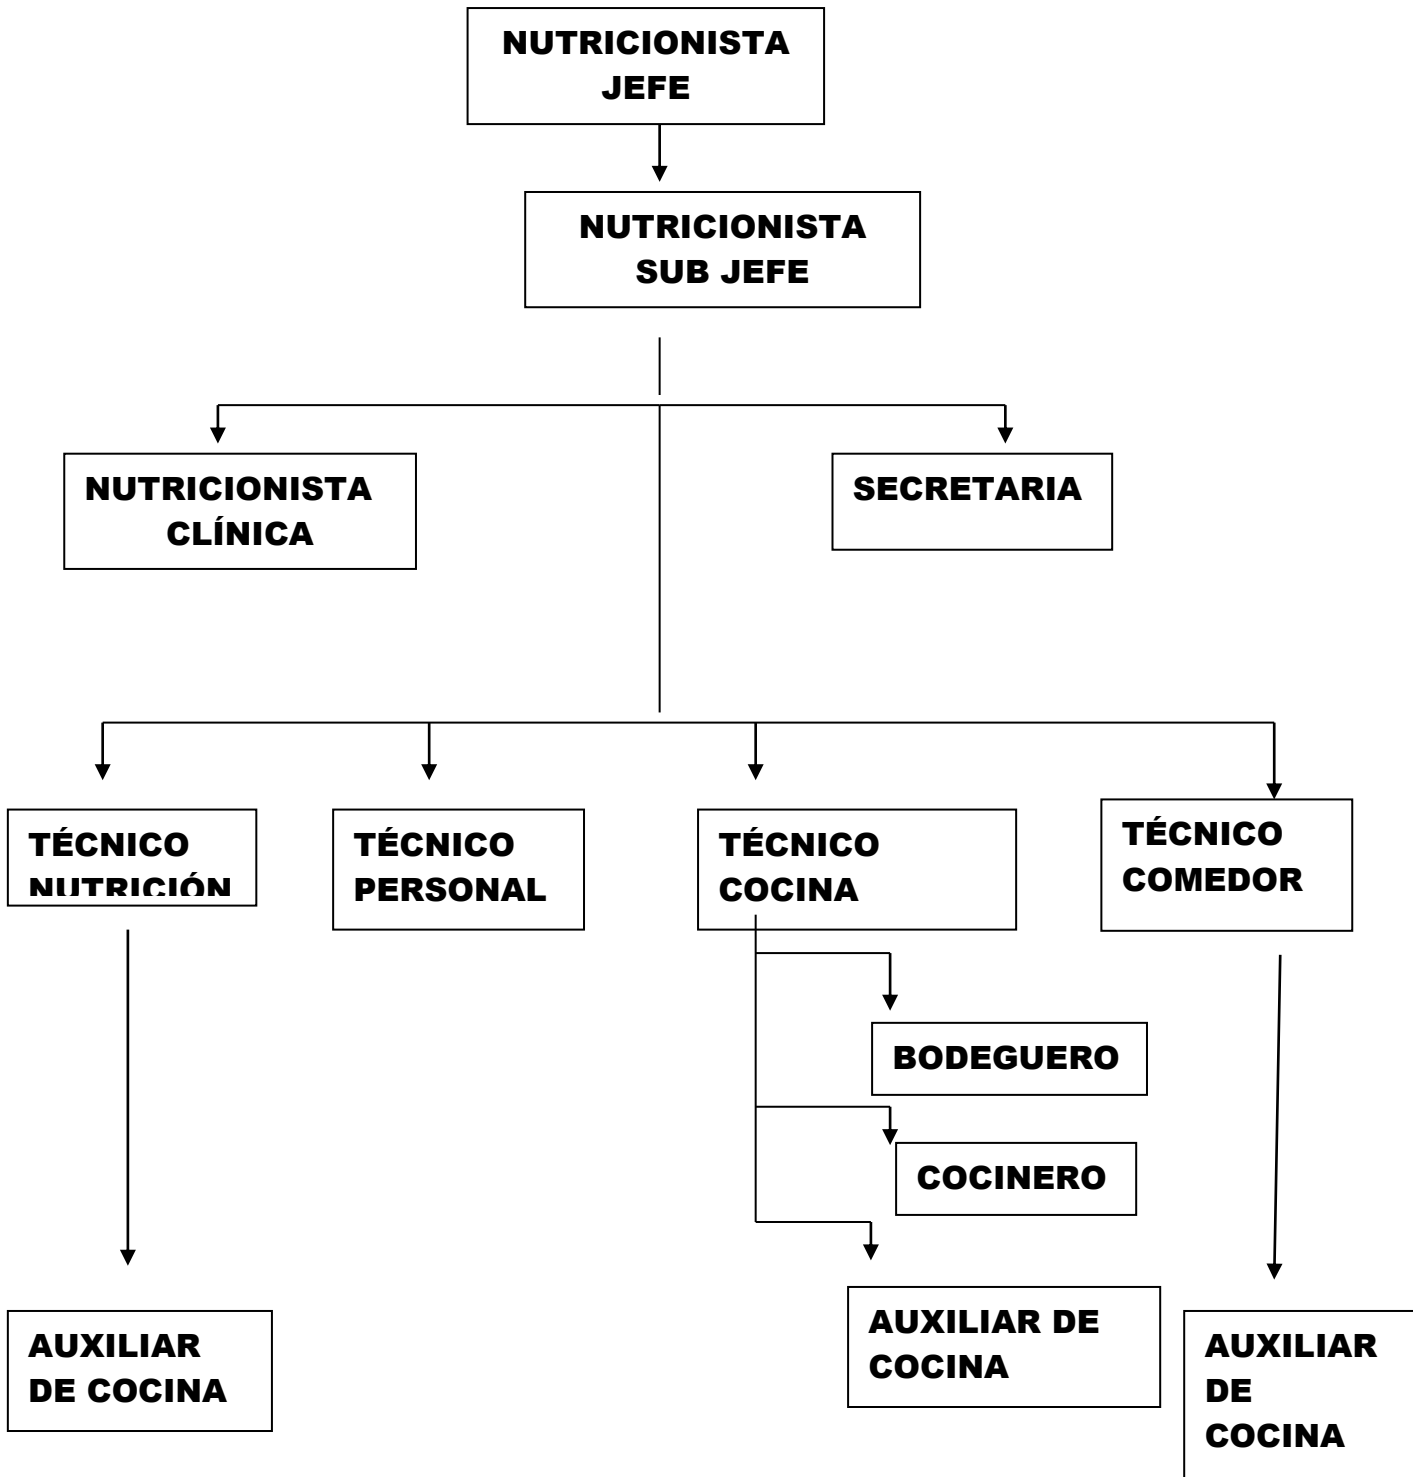 NUTRICIONISTA
JEFE
NUTRICIONISTA
SUB JEFE
NUTRICIONISTA
CLÍNICA
SECRETARIA
TÉCNICO
NUTRICIÓN
TÉCNICO
PERSONAL
TÉCNICO
COCINA
TÉCNICO
COMEDOR
BODEGUERO
COCINERO
AUXILIAR
DE COCINA
AUXILIAR DE
COCINA
AUXILIAR
DE
COCINA